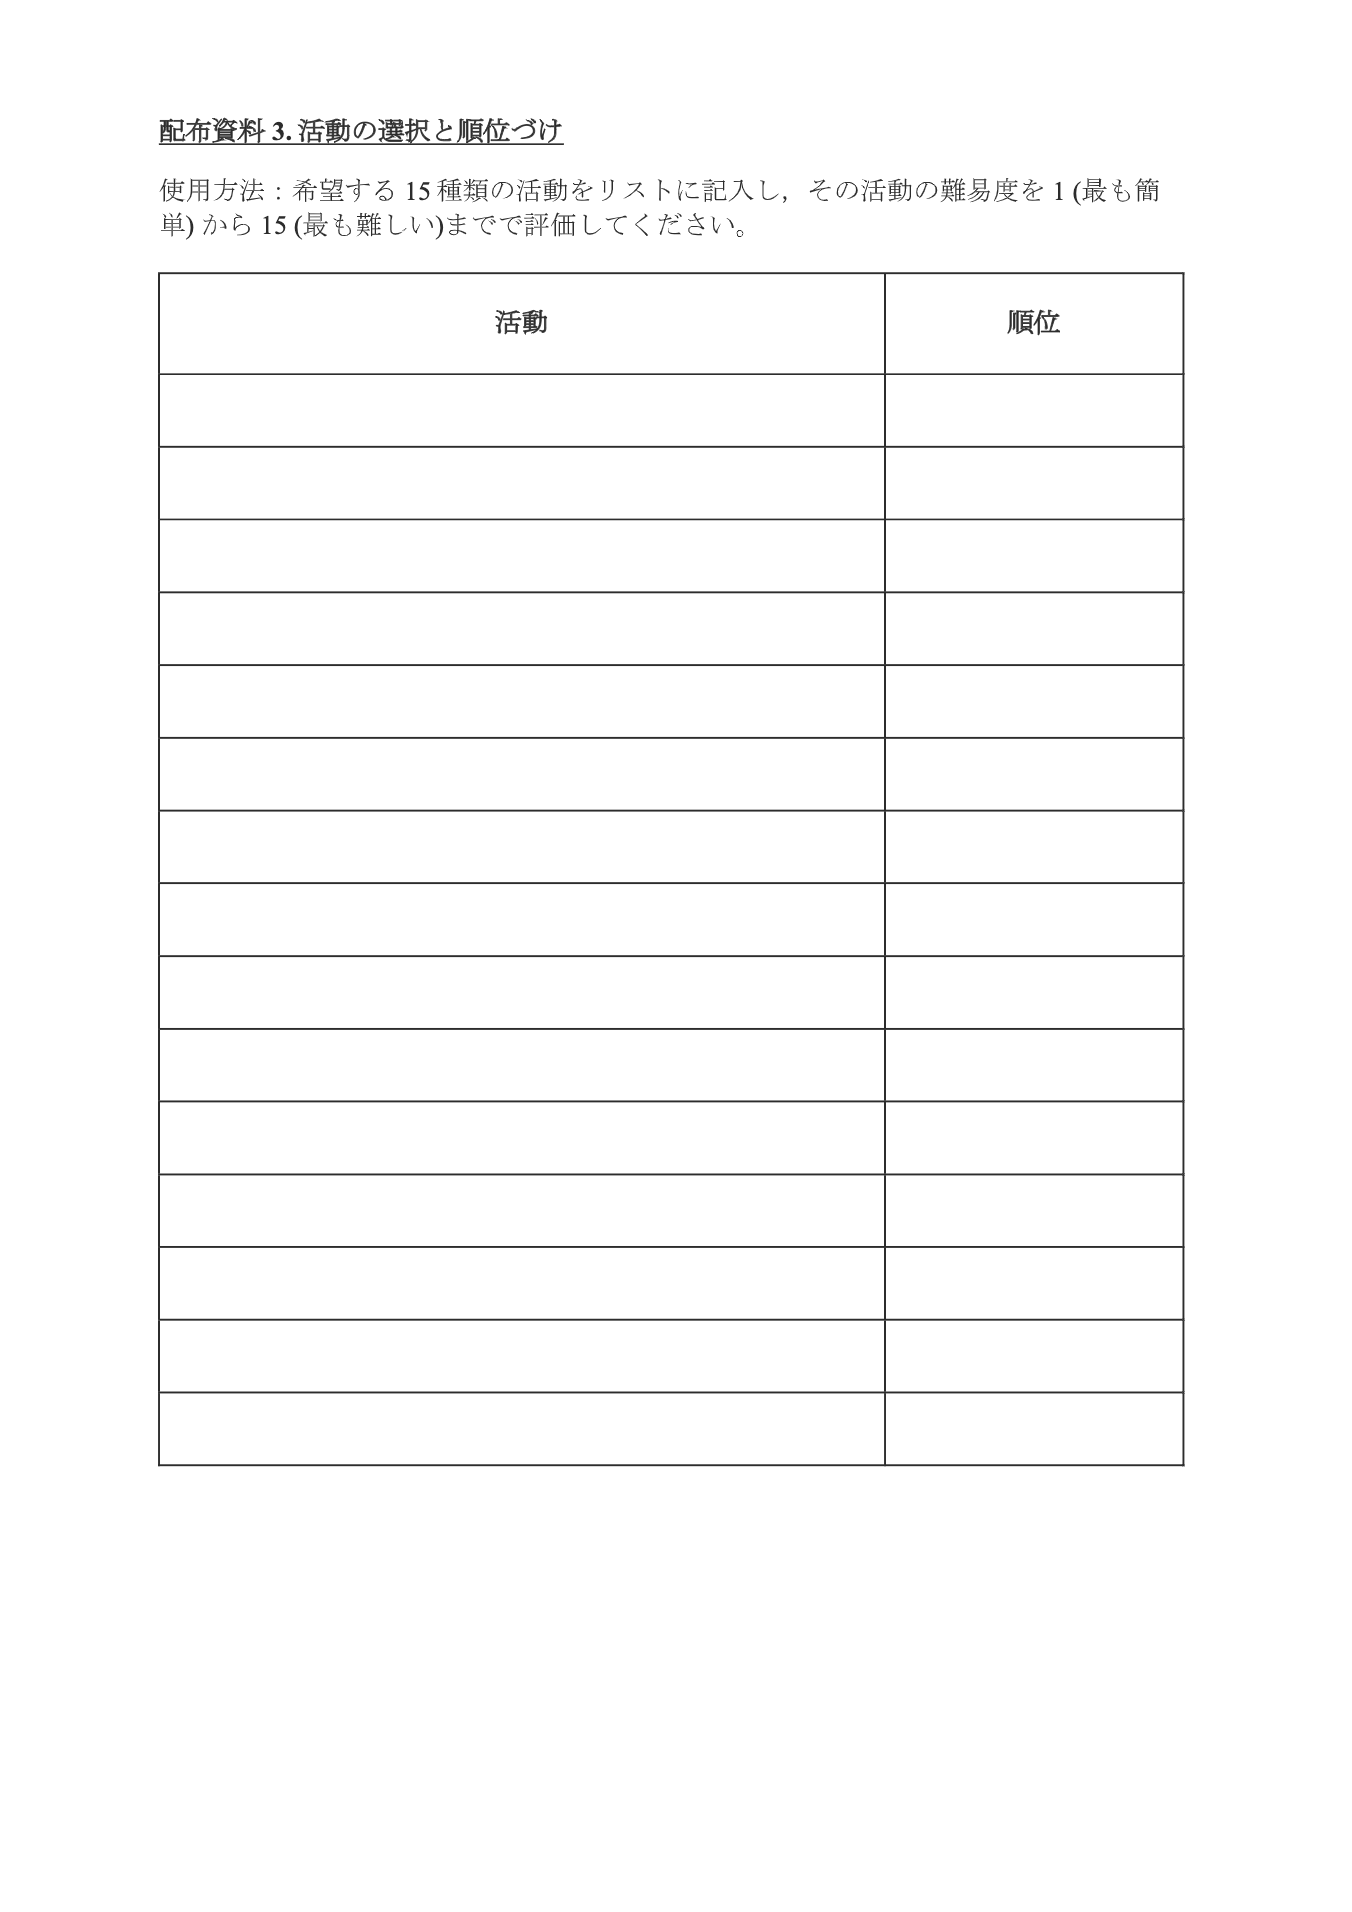 配布資料 3. 活動の選択と順位づけ
使用方法：希望する 15 種類の活動をリストに記入し，その活動の難易度を 1 (最も簡
単) から 15 (最も難しい)までで評価してください。
活動 順位